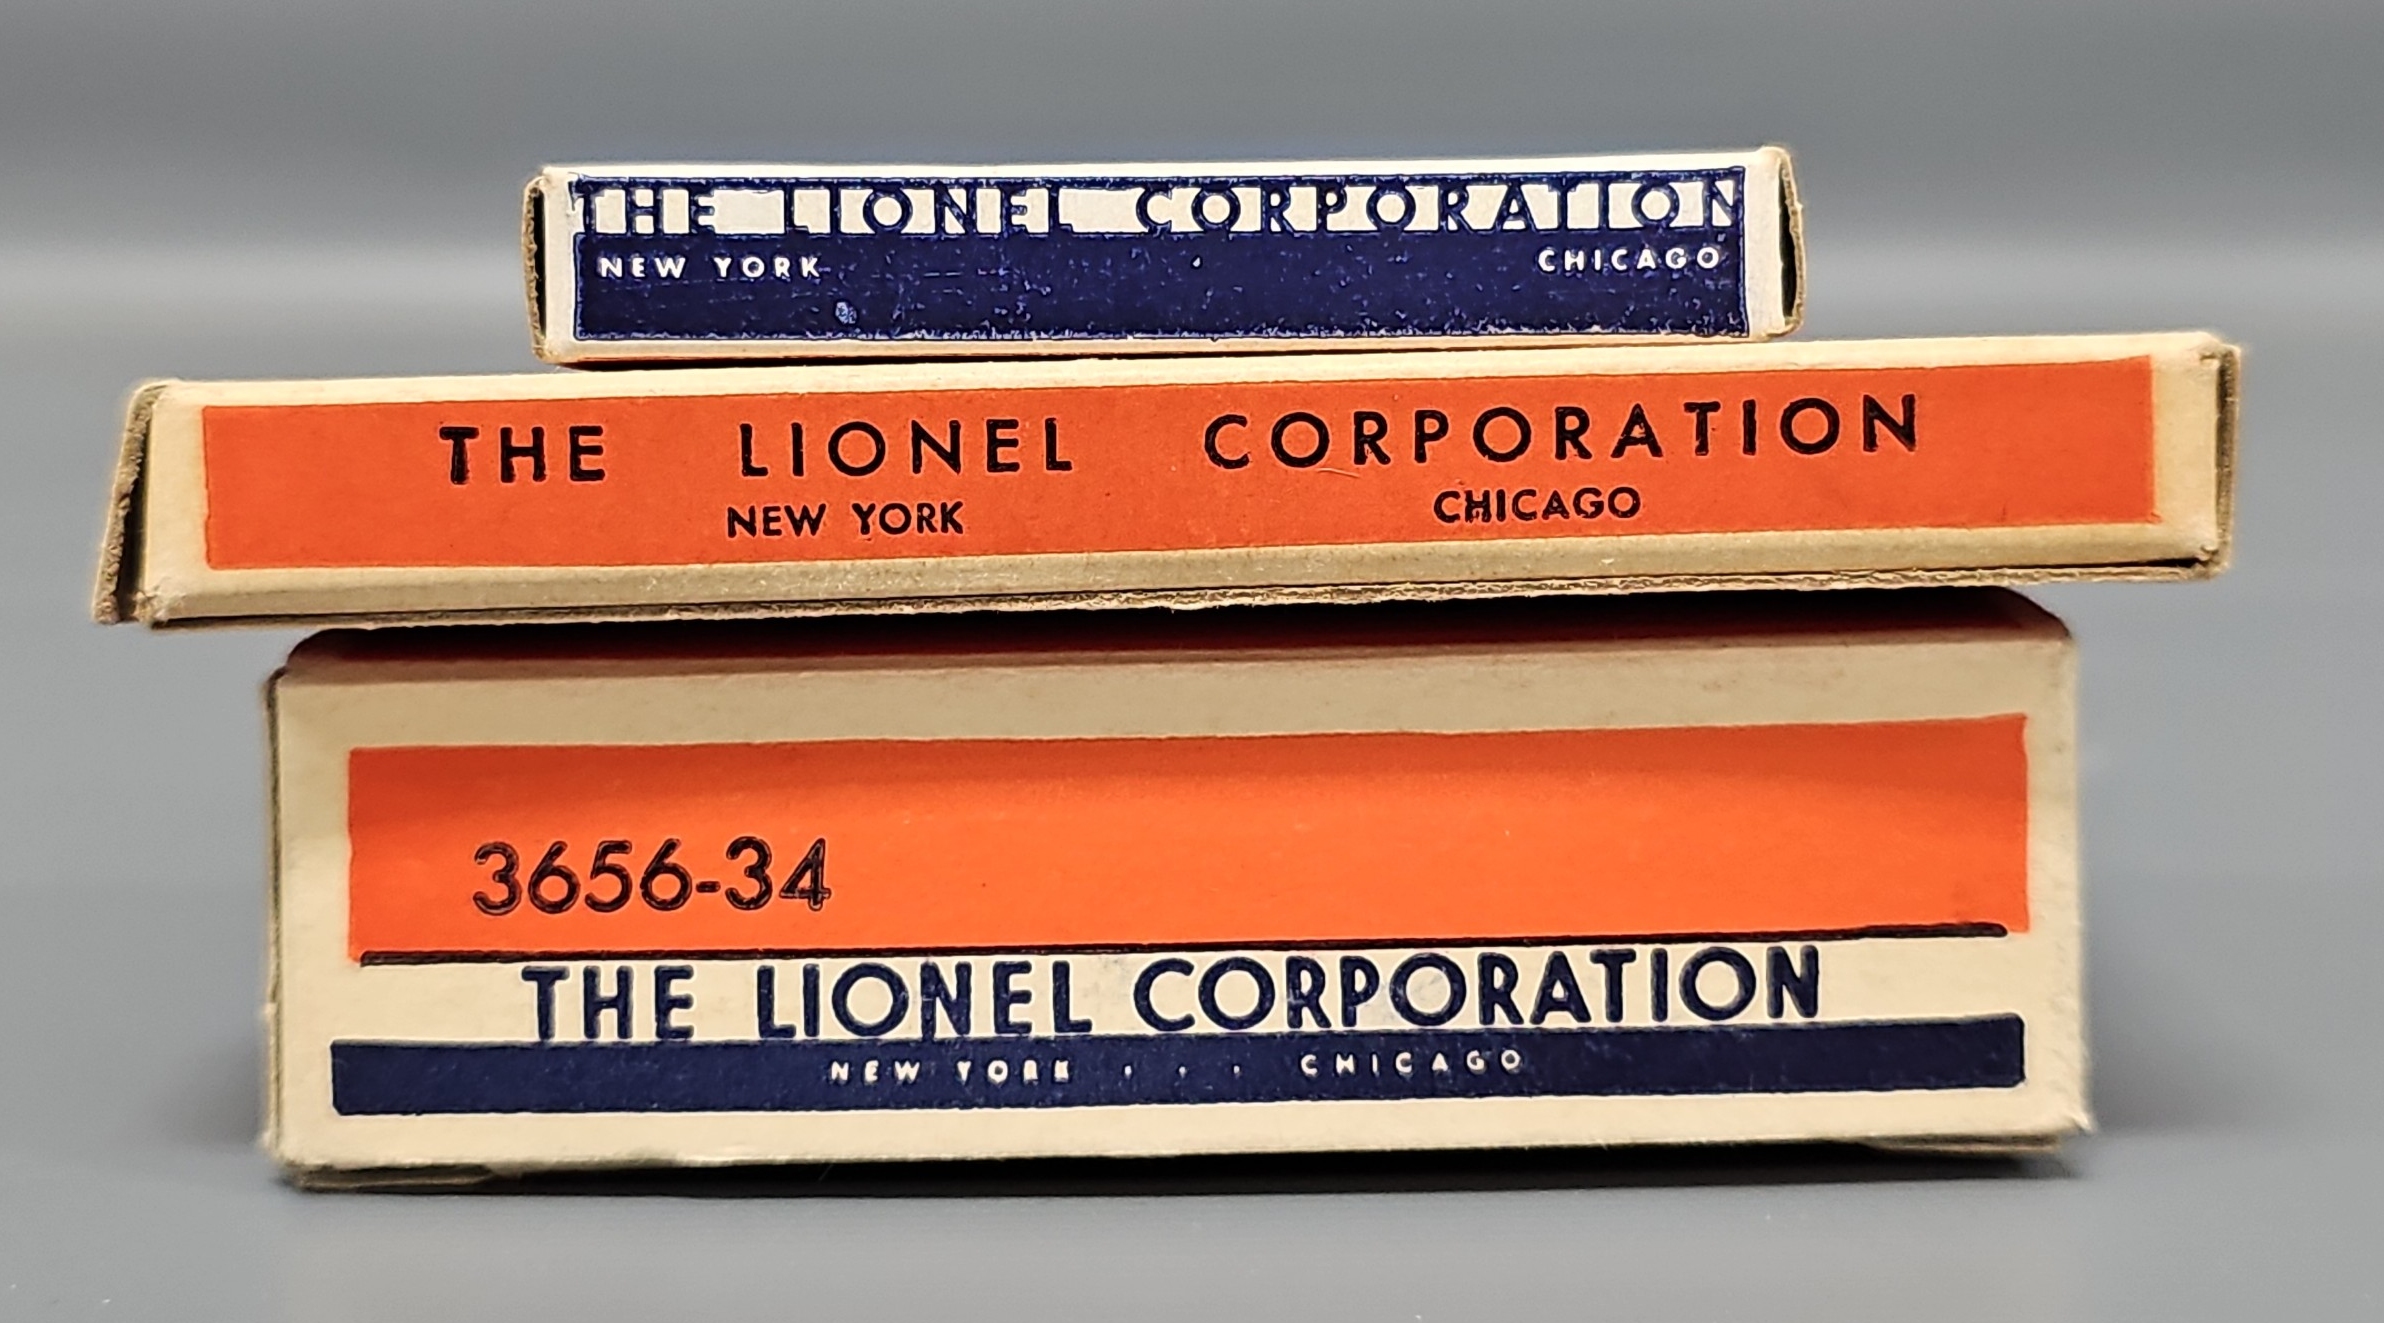 THE LIONEL CORPORATION
NEW YORK CHICAGO
THE LIONEL CORPORATION
NEW YORK CHICAGO
3656-34
THE LIONEL CORPORATION
NEW YORK . . . CHICAGO